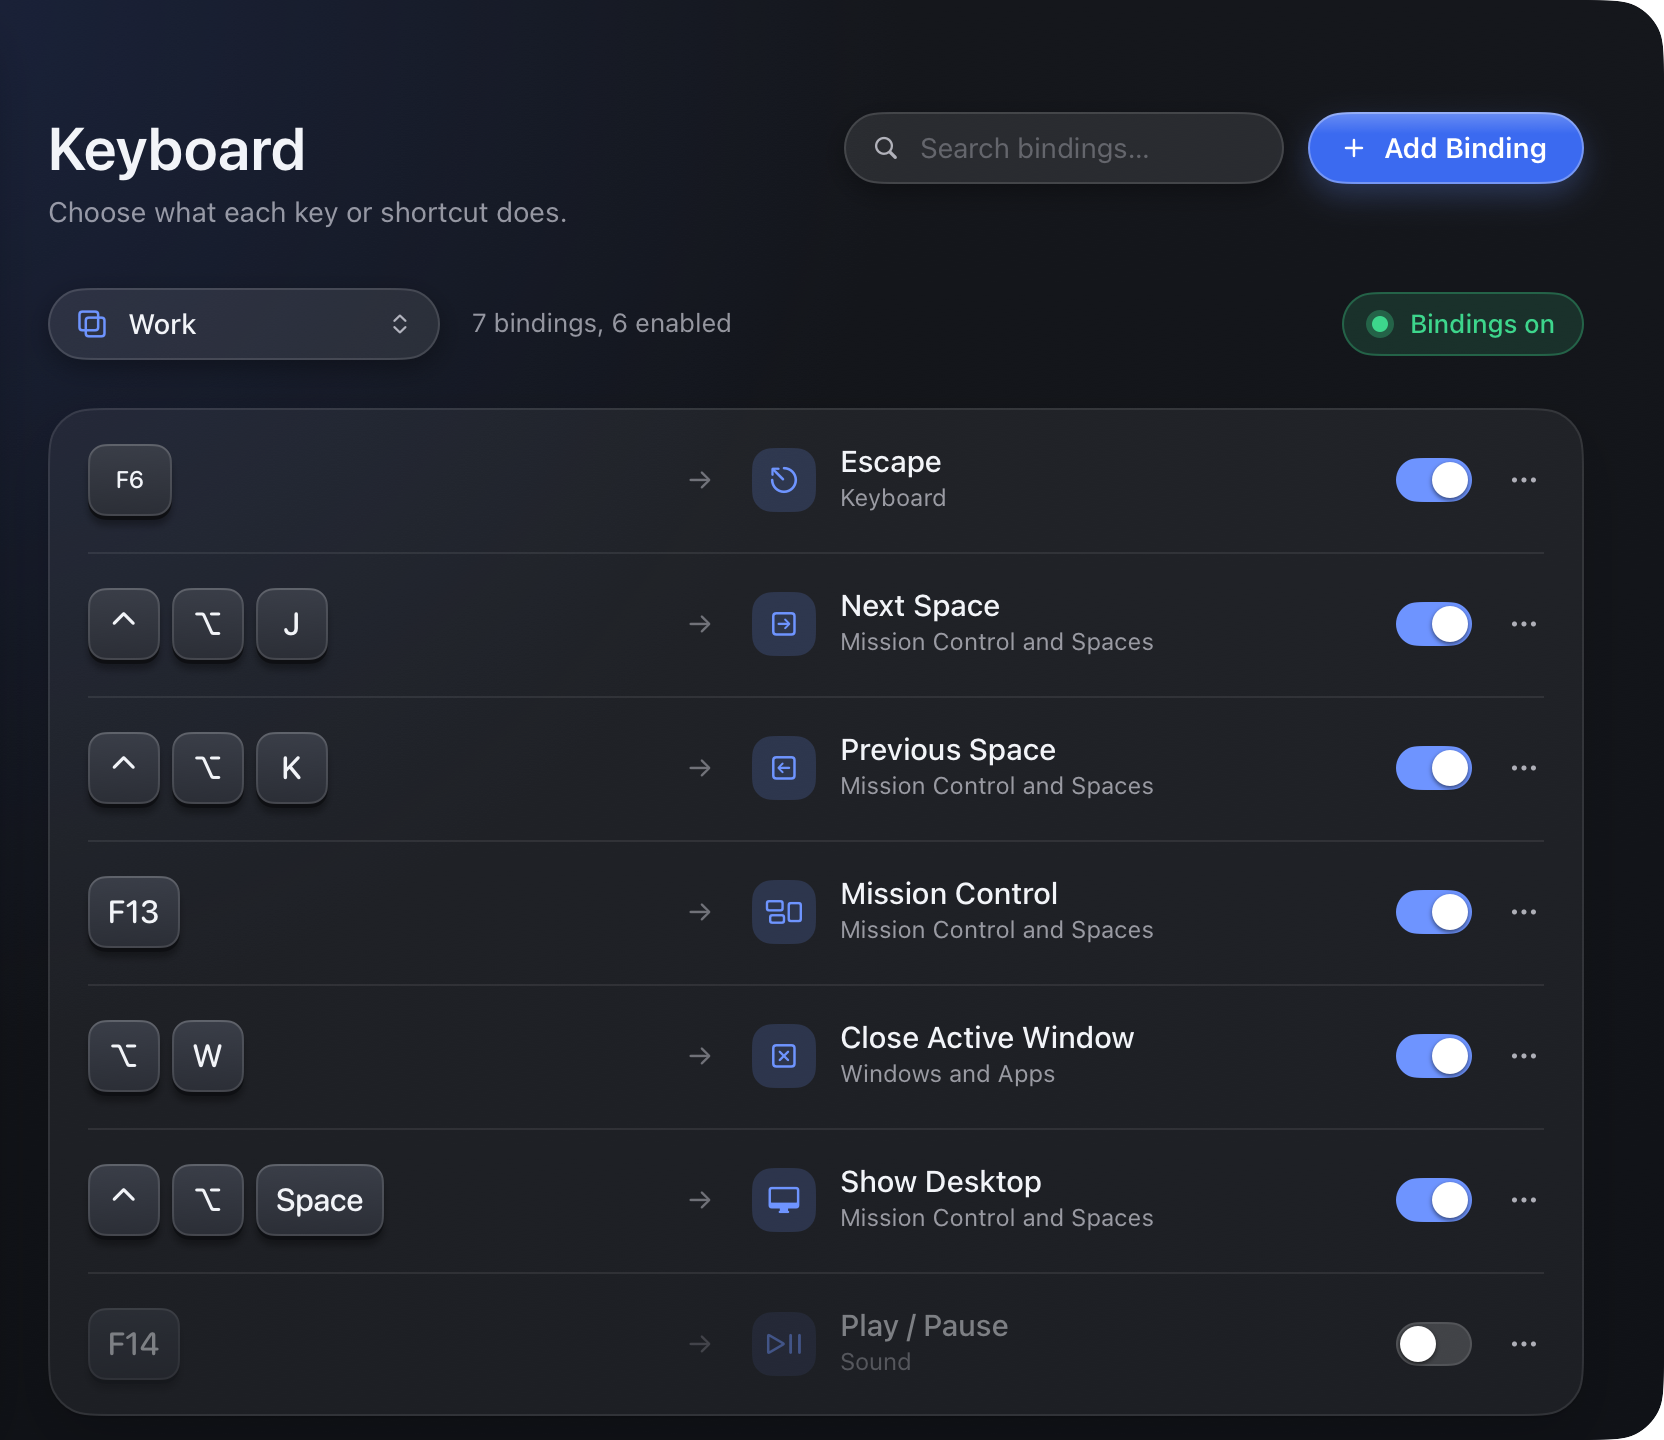 Keyboard
Choose what each key or shortcut does.
Search bindings...
+ Add Binding
Work
7 bindings, 6 enabled
Bindings on
F6 → Escape
Keyboard
⌃ ⌥ J → Next Space
Mission Control and Spaces
⌃ ⌥ K → Previous Space
Mission Control and Spaces
F13 → Mission Control
Mission Control and Spaces
⌥ W → Close Active Window
Windows and Apps
⌃ ⌥ Space → Show Desktop
Mission Control and Spaces
F14 → Play / Pause
Sound